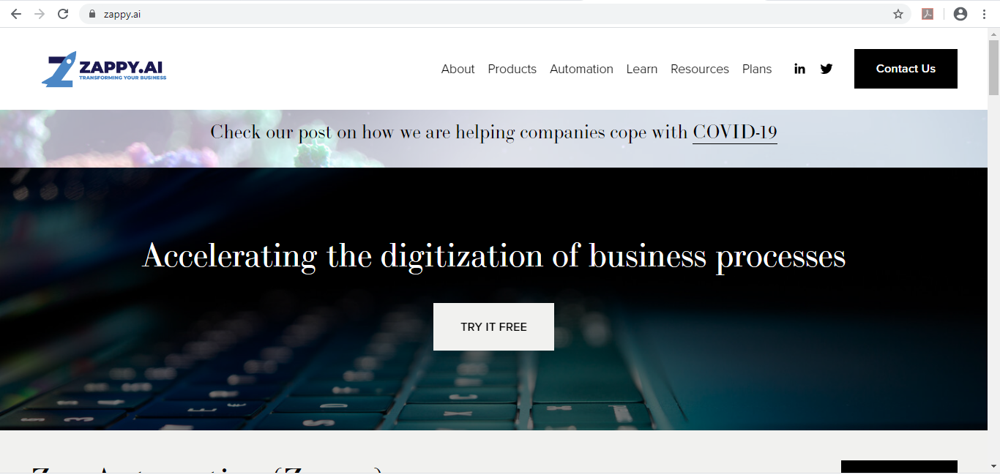 zappy.ai
ZAPPY.AI
TRANSFORMING YOUR BUSINESS
About Products Automation Learn Resources Plans in Contact Us
Check our post on how we are helping companies cope with COVID-19
Accelerating the digitization of business processes
TRY IT FREE